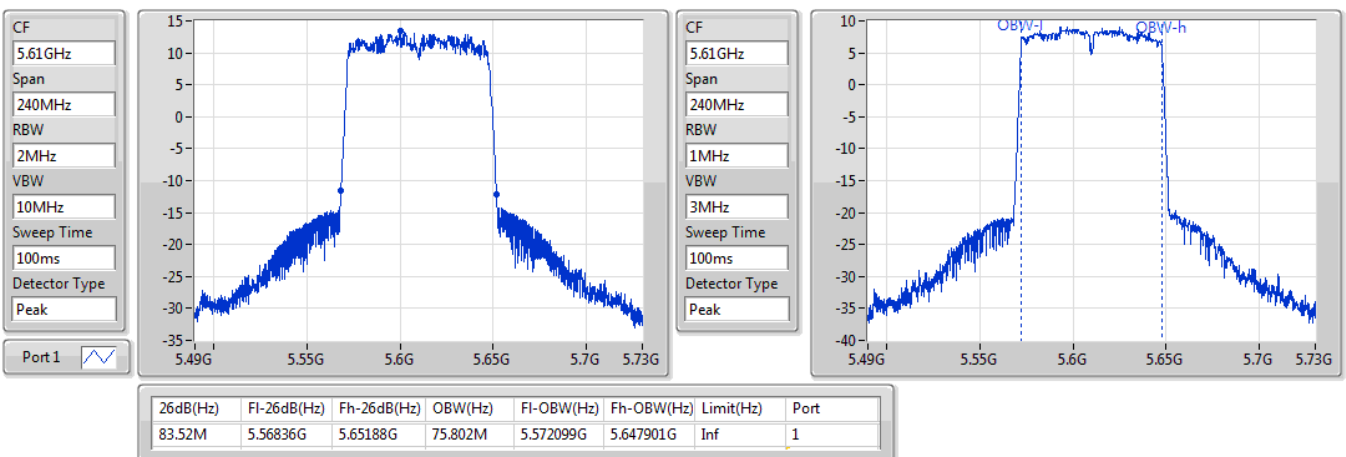 CF
5.61GHz
Span
240MHz
RBW
2MHz
VBW
10MHz
Sweep Time
100ms
Detector Type
Peak
Port 1
15
10
5
0
-5
-10
-15
-20
-25
-30
-35
5.49G 5.55G 5.6G 5.65G 5.7G 5.73G
CF
5.61GHz
Span
240MHz
RBW
1MHz
VBW
3MHz
Sweep Time
100ms
Detector Type
Peak
OBW-l OBW-h
10
5
0
-5
-10
-15
-20
-25
-30
-35
-40
5.49G 5.55G 5.6G 5.65G 5.7G 5.73G
26dB(Hz) Fl-26dB(Hz) Fh-26dB(Hz) OBW(Hz) Fl-OBW(Hz) Fh-OBW(Hz) Limit(Hz) Port
83.52M 5.56836G 5.65188G 75.802M 5.572099G 5.647901G Inf 1